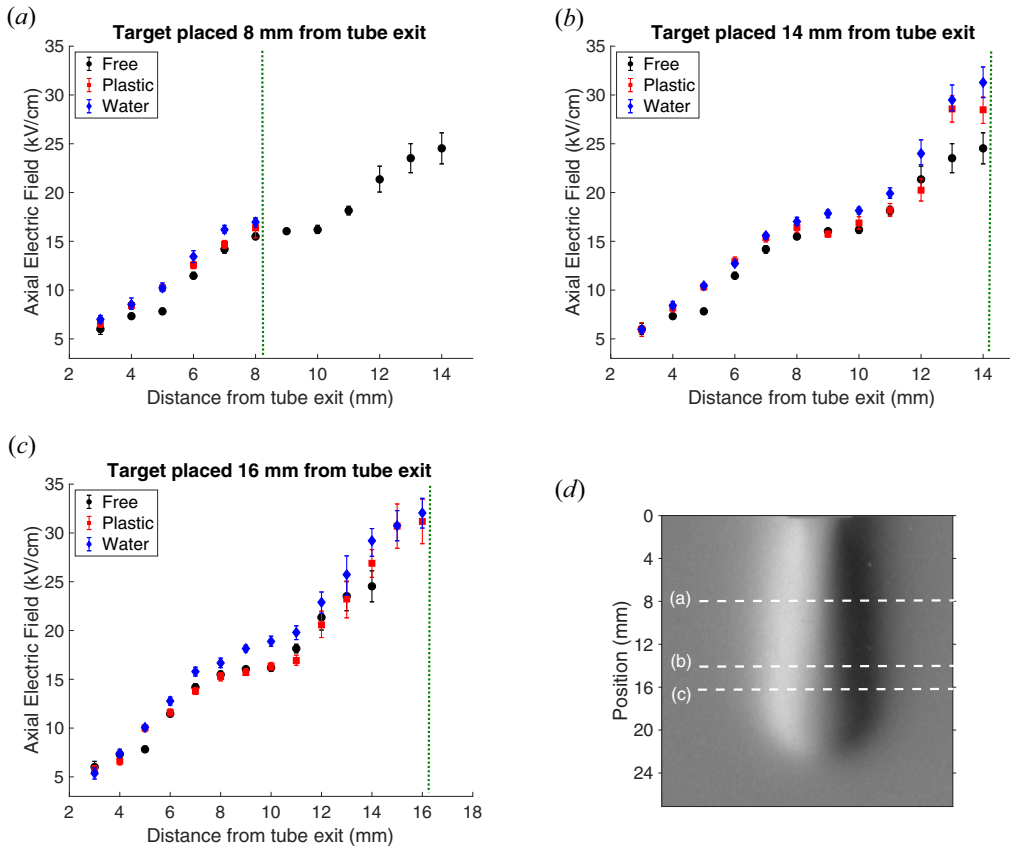 (a)
Target placed 8 mm from tube exit
35
30
25
20
15
10
5
Axial Electric Field (kV/cm)
Free
Plastic
Water
2 4 6 8 10 12 14
Distance from tube exit (mm)
(b)
Target placed 14 mm from tube exit
35
30
25
20
15
10
5
Axial Electric Field (kV/cm)
Free
Plastic
Water
2 4 6 8 10 12 14
Distance from tube exit (mm)
(c)
Target placed 16 mm from tube exit
35
30
25
20
15
10
5
Axial Electric Field (kV/cm)
Free
Plastic
Water
2 4 6 8 10 12 14 16 18
Distance from tube exit (mm)
(d)
0
4
8
12
16
20
24
Position (mm)
(a)
(b)
(c)